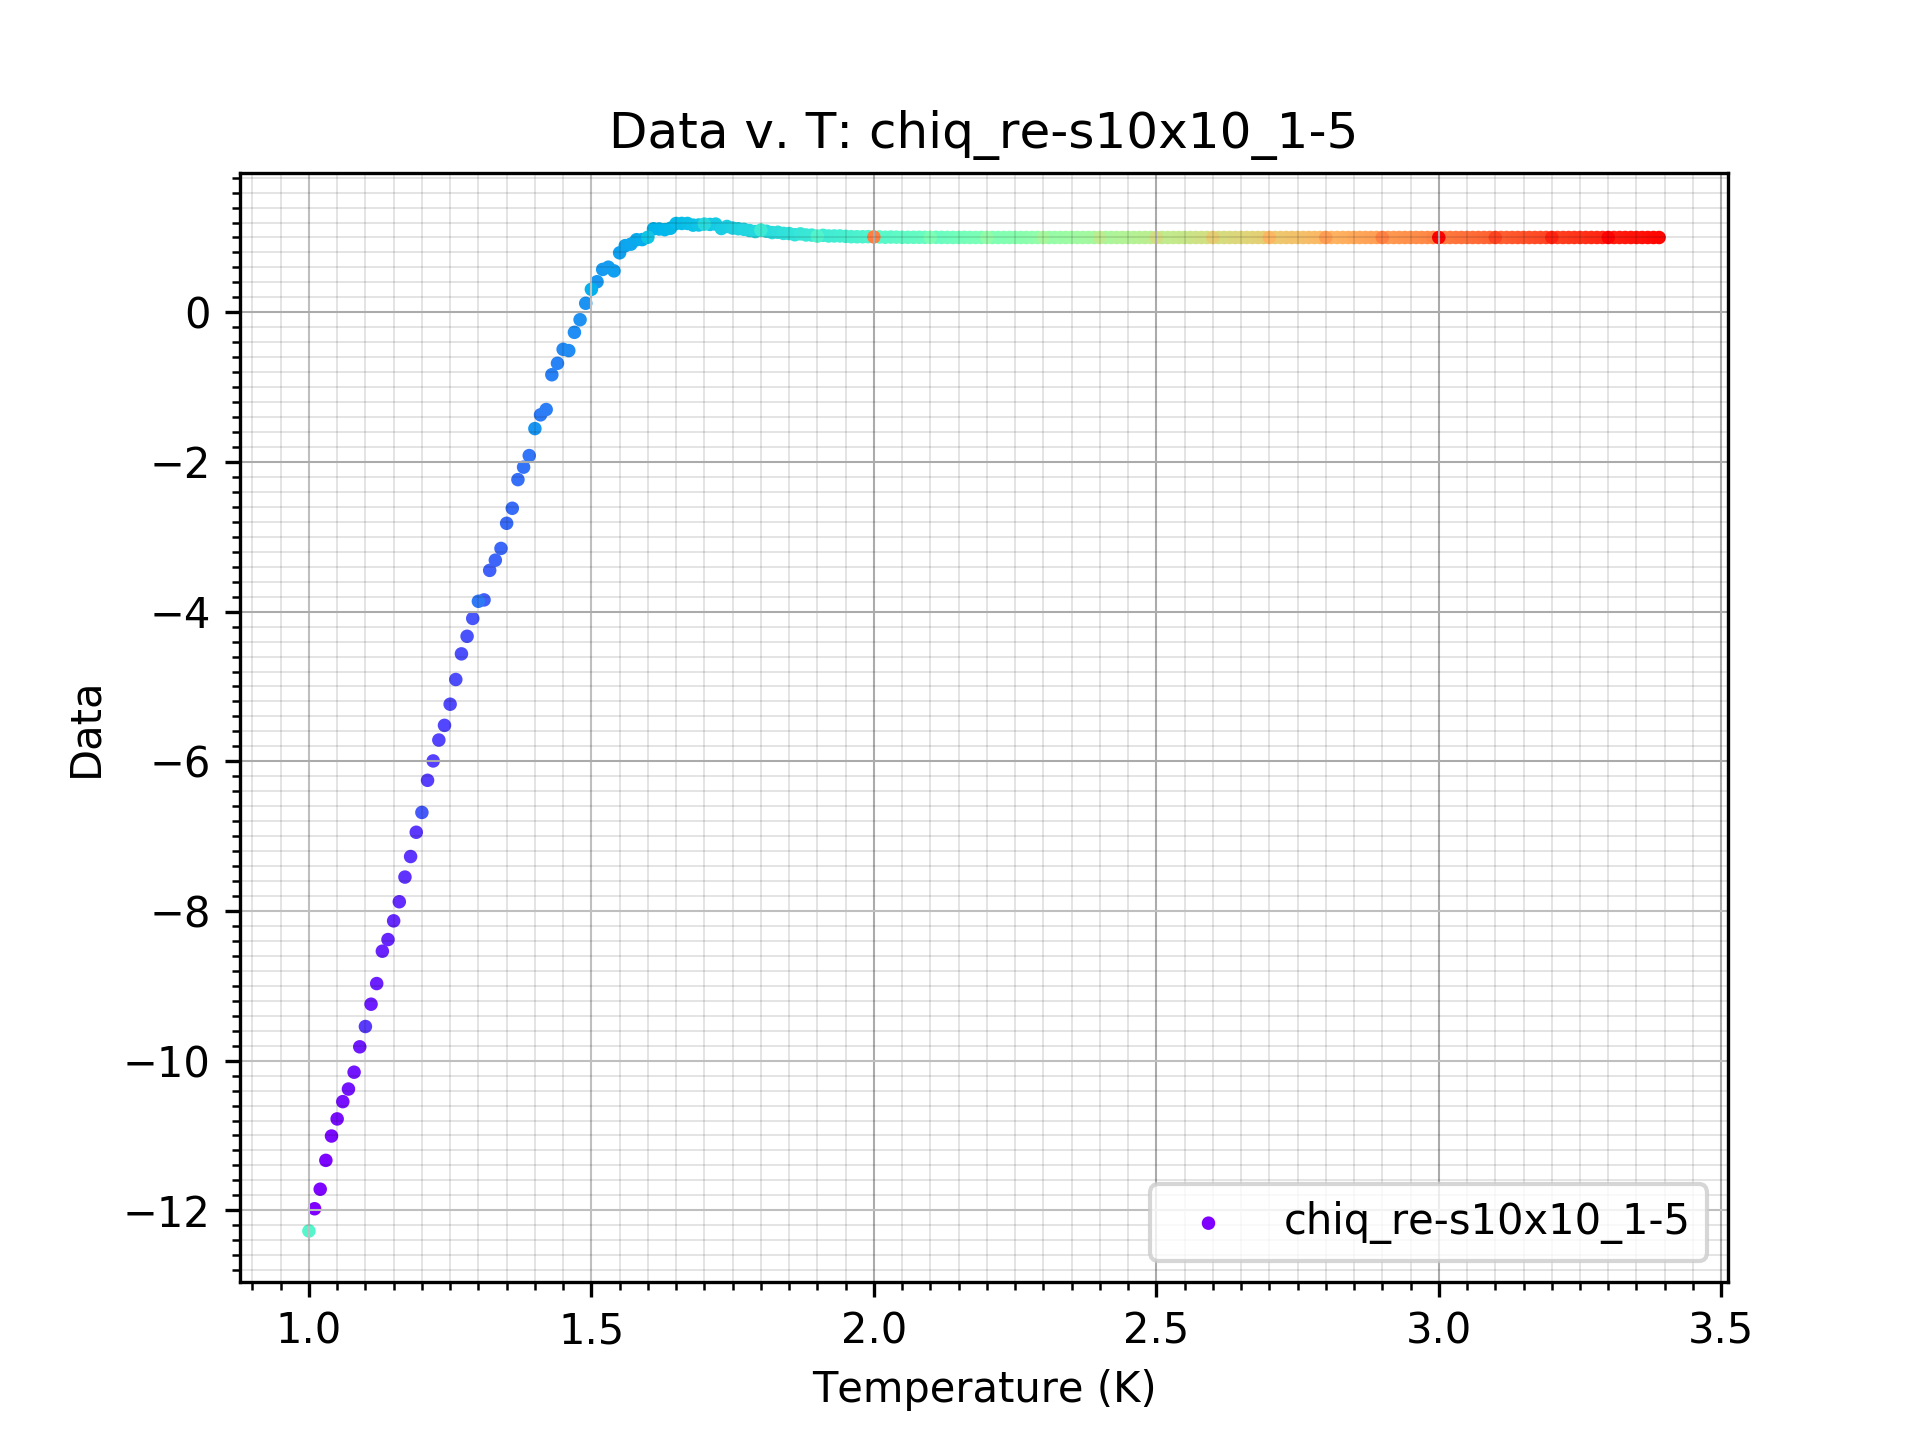 Data v. T: chiq_re-s10x10_1-5
Data
0
−2
−4
−6
−8
−10
−12
chiq_re-s10x10_1-5
1.0 1.5 2.0 2.5 3.0 3.5
Temperature (K)